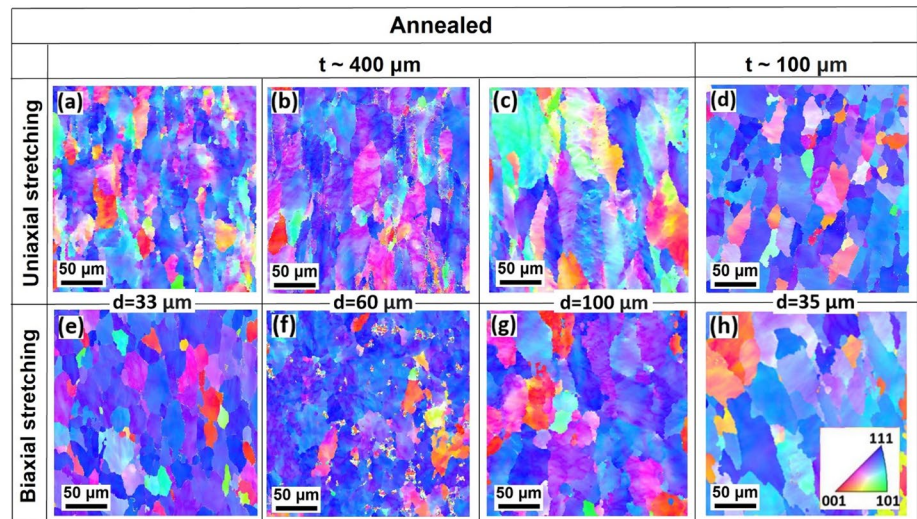 Annealed
t ~ 400 µm
t ~ 100 µm
Uniaxial stretching
(a)
(b)
(c)
(d)
50 µm
50 µm
50 µm
50 µm
d=33 µm
d=60 µm
d=100 µm
d=35 µm
Biaxial stretching
(e)
(f)
(g)
(h)
111
001
101
50 µm
50 µm
50 µm
50 µm